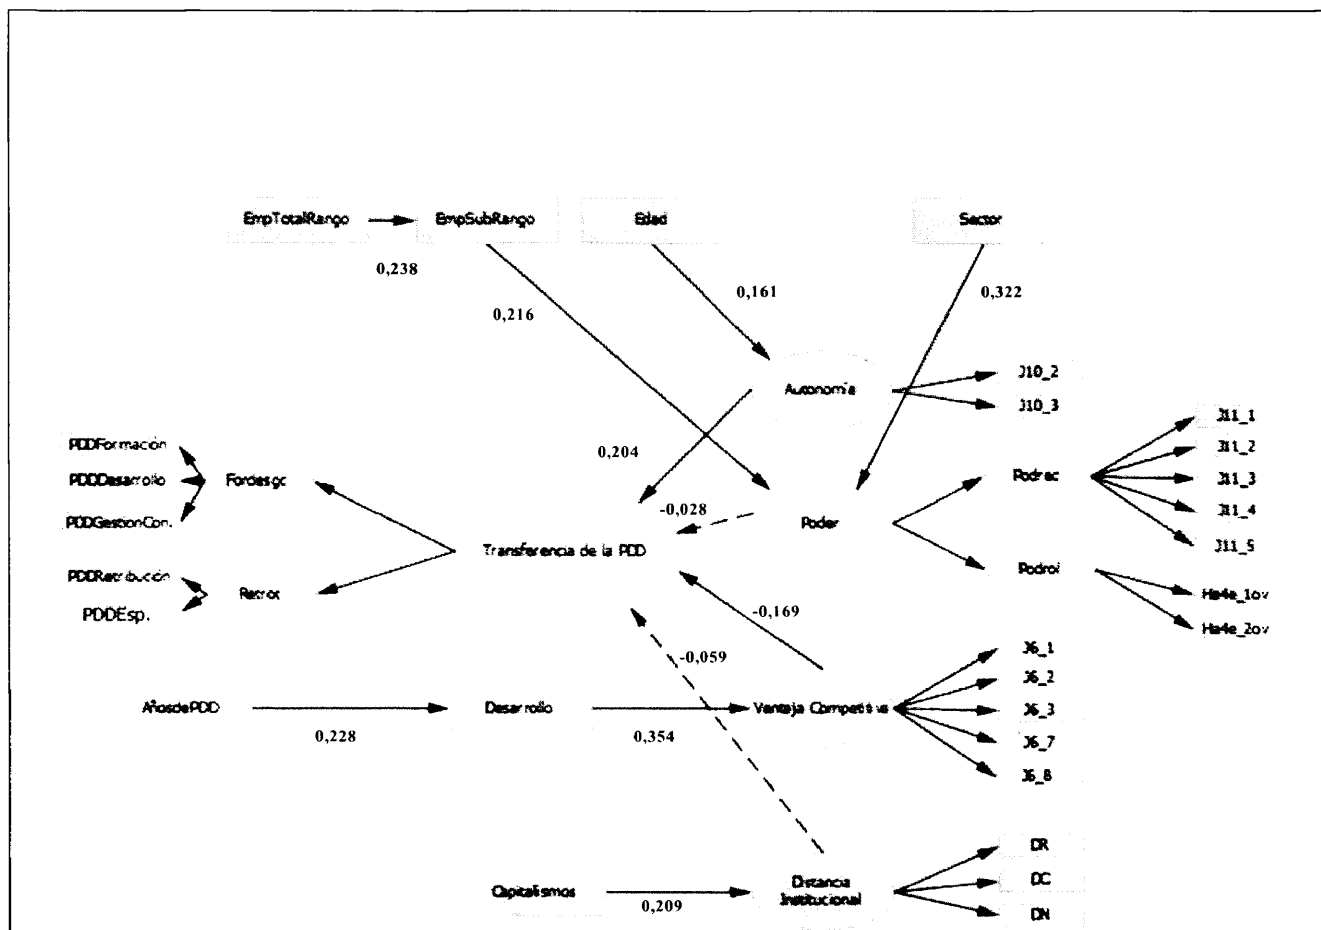 EmpTotalRango
EmpSubRango
Edad
Sector
0,238
0,161
0,322
0,216
J10_2
Autonomía
J10_3
J11_1
PDDFormación
J11_2
0,204
Podrec
PDDDesarrollo
Fordesgc
J11_3
-0,028
J11_4
PDDGestionCon.
Poder
J11_5
Transferencia de la PDD
Podrol
PDDRetribución
Retrot
Ha4e_1ov
PDDEsp.
-0,169
Ha4e_2ov
J6_1
-0,059
J6_2
AñosdePDD
Desarrollo
Ventaja Competitiva
J6_3
0,228
0,354
J6_7
J6_8
DR
Capitalismos
Distancia
Institucional
DC
0,209
DN